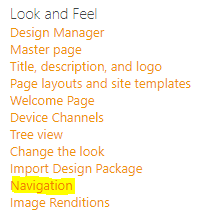 Look and Feel
Design Manager
Master page
Title, description, and logo
Page layouts and site templates
Welcome Page
Device Channels
Tree view
Change the look
Import Design Package
Navigation
Image Renditions